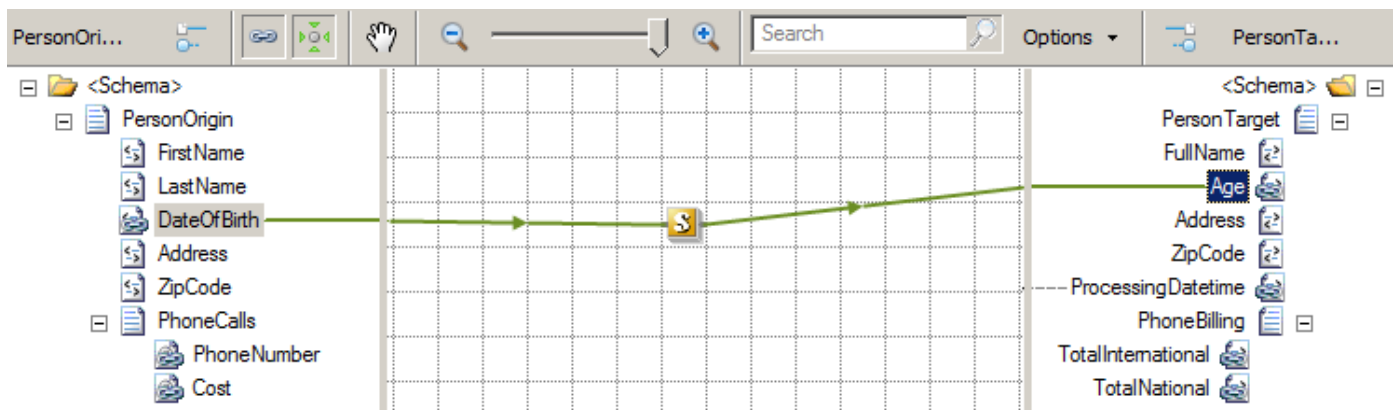 PersonOri...
Search
Options
PersonTa...
<Schema>
PersonOrigin
FirstName
LastName
DateOfBirth
Address
ZipCode
PhoneCalls
PhoneNumber
Cost
<Schema>
PersonTarget
FullName
Age
Address
ZipCode
ProcessingDatetime
PhoneBilling
TotalInternational
TotalNational